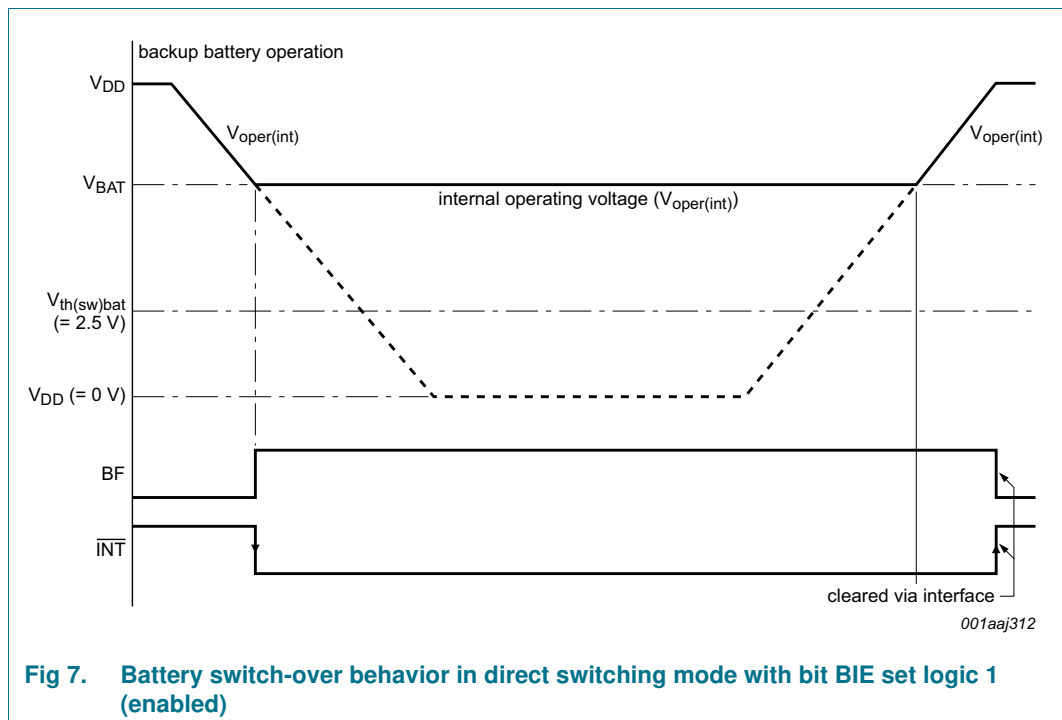 backup battery operation
VDD
Voper(int)
Voper(int)
VBAT
internal operating voltage (Voper(int))
Vth(sw)bat
(= 2.5 V)
VDD (= 0 V)
BF
INT
cleared via interface
001aaj312
Fig 7. Battery switch-over behavior in direct switching mode with bit BIE set logic 1
(enabled)